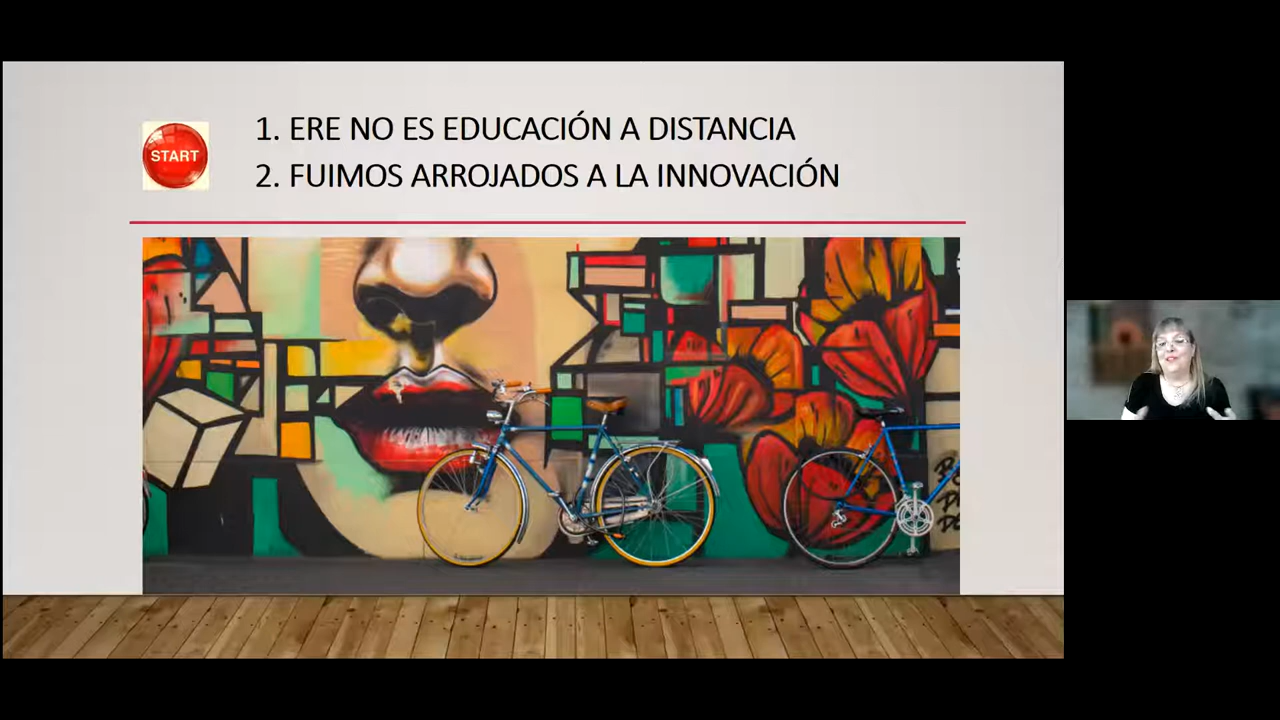 START
1. ERE NO ES EDUCACIÓN A DISTANCIA
2. FUIMOS ARROJADOS A LA INNOVACIÓN